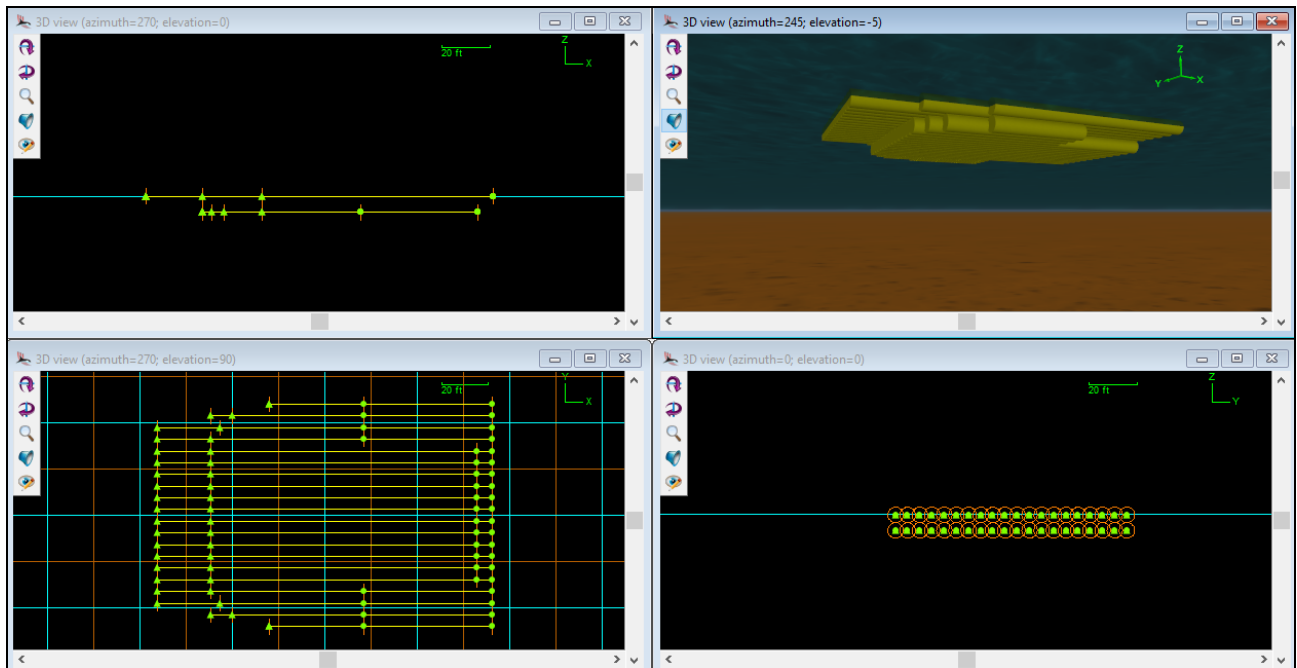 3D view (azimuth=270; elevation=0)
20 ft
Z
X
3D view (azimuth=245; elevation=-5)
Z
Y
X
3D view (azimuth=270; elevation=90)
20 ft
Y
X
3D view (azimuth=0; elevation=0)
20 ft
Z
Y